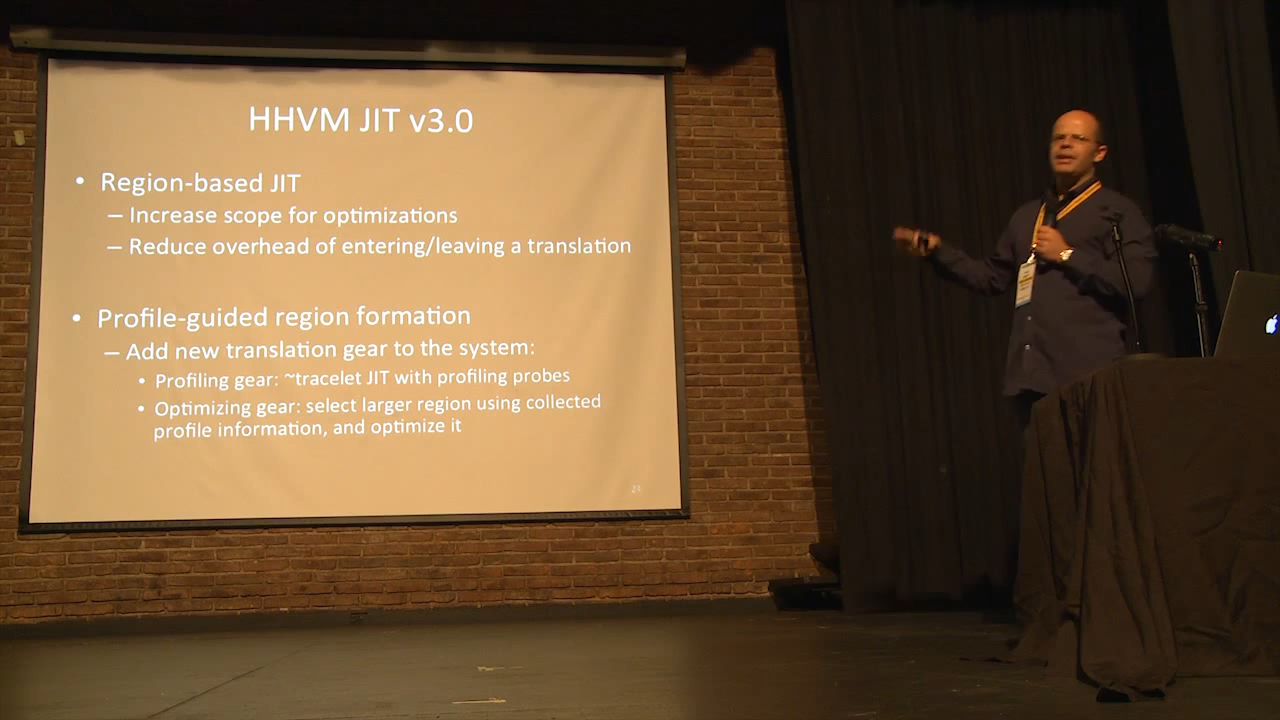 HHVM JIT v3.0
• Region-based JIT
– Increase scope for optimizations
– Reduce overhead of entering/leaving a translation
• Profile-guided region formation
– Add new translation gear to the system:
• Profiling gear: ~tracelet JIT with profiling probes
• Optimizing gear: select larger region using collected
profile information, and optimize it
24